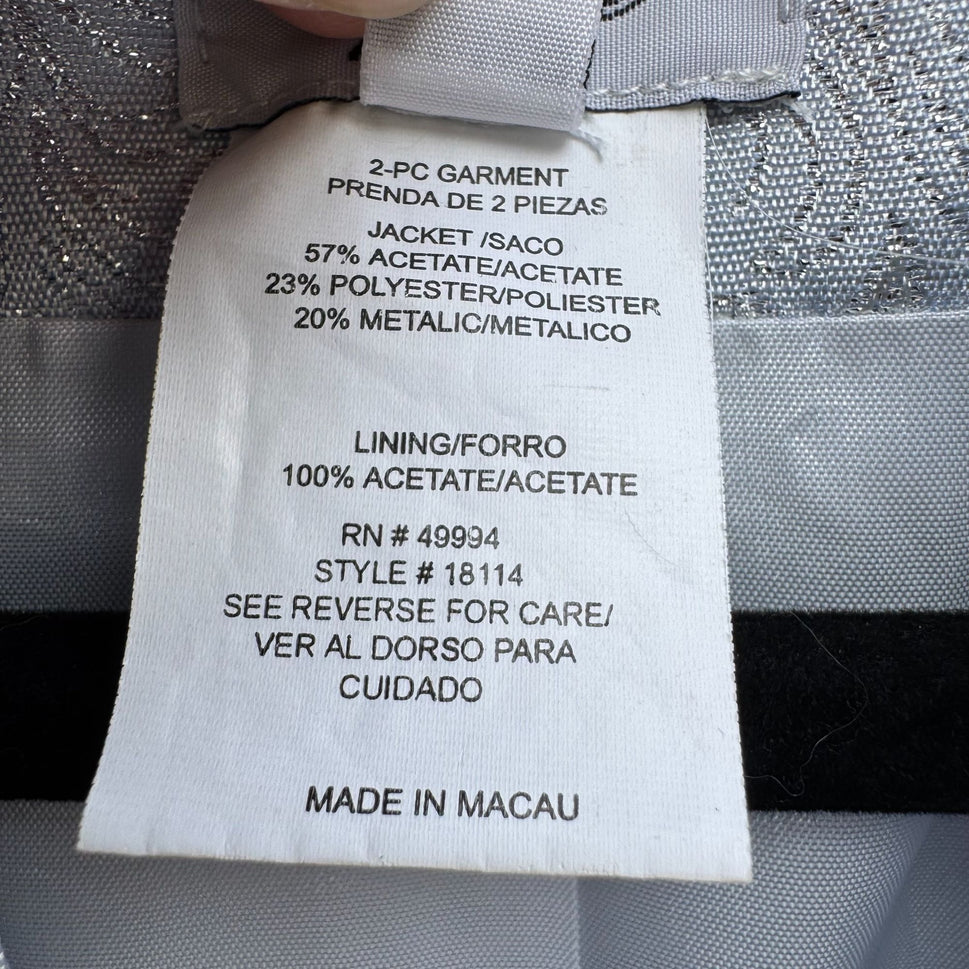 2-PC GARMENT
PRENDA DE 2 PIEZAS
JACKET /SACO
57% ACETATE/ACETATE
23% POLYESTER/POLIESTER
20% METALIC/METALICO
LINING/FORRO
100% ACETATE/ACETATE
RN # 49994
STYLE # 18114
SEE REVERSE FOR CARE/
VER AL DORSO PARA
CUIDADO
MADE IN MACAU